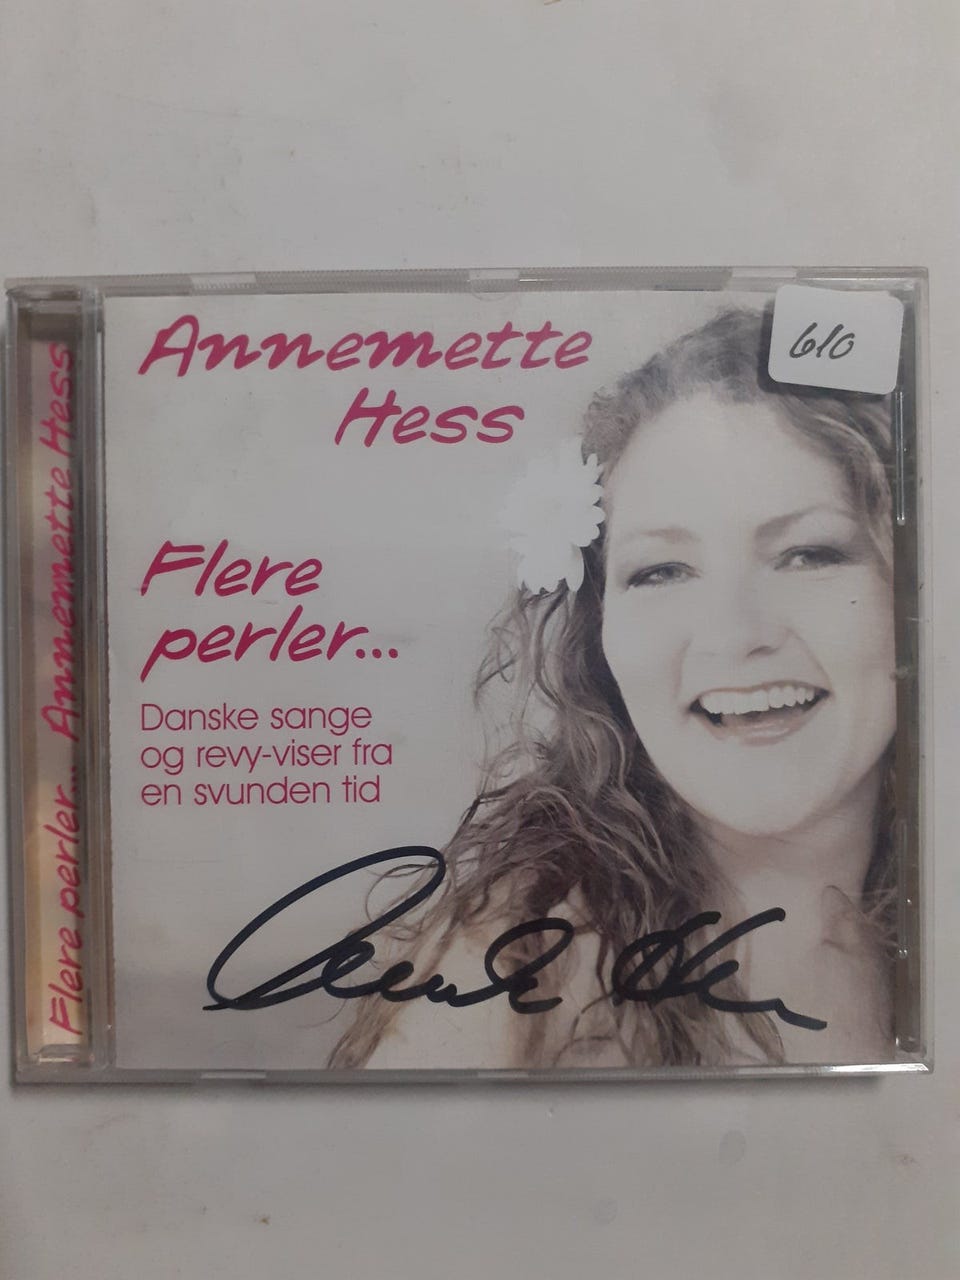 Annemette
Hess
610
Flere
perler...
Danske sange
og revy-viser fra
en svunden tid
Flere perler... Annemette Hess